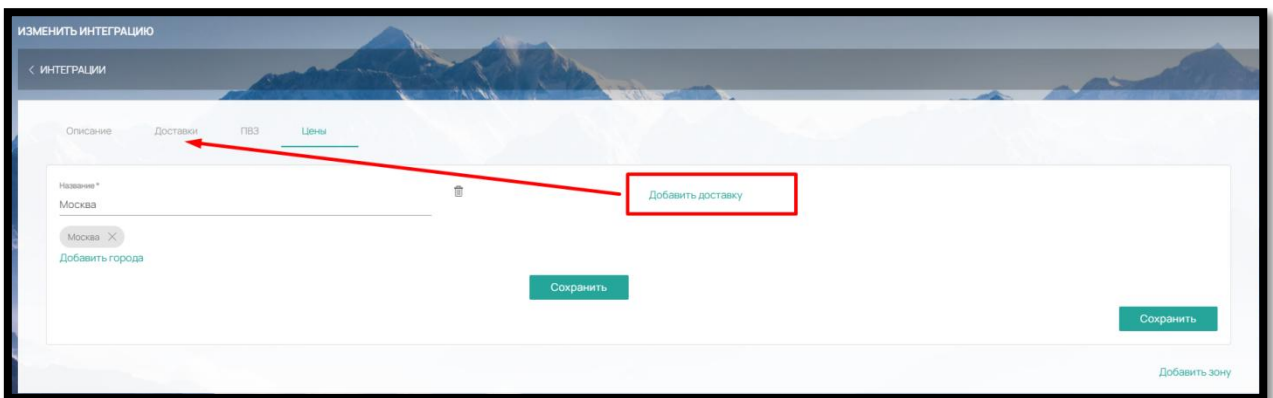 ИЗМЕНИТЬ ИНТЕГРАЦИЮ
< ИНТЕГРАЦИИ
Описание Доставки ПВЗ Цены
Название *
Москва
Добавить доставку
Москва
Добавить города
Сохранить
Сохранить
Добавить зону